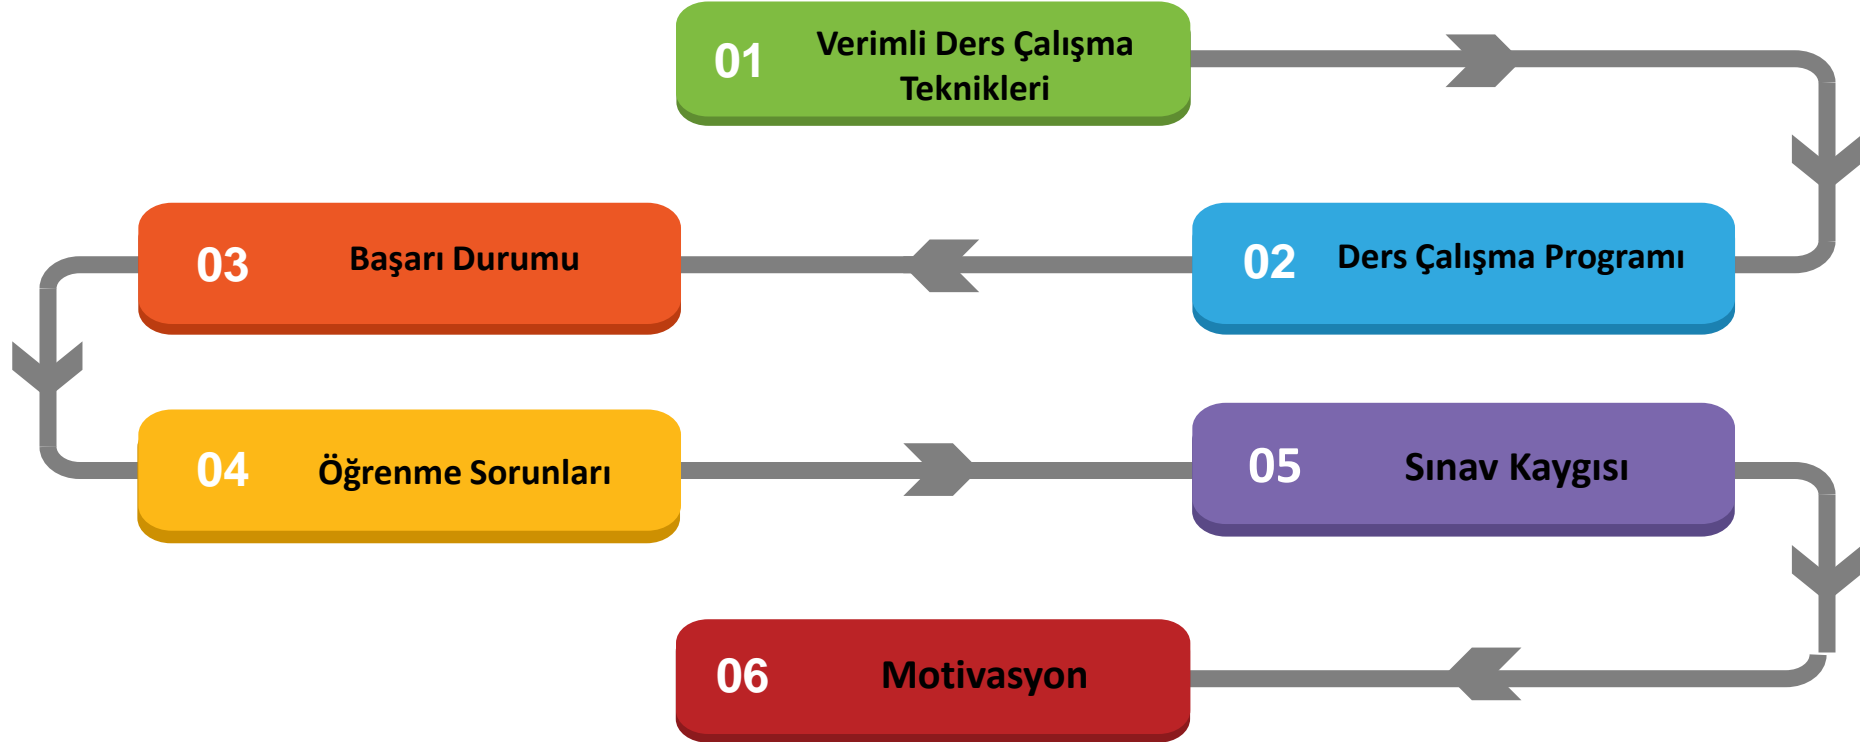 01
Verimli Ders Çalışma
Teknikleri
02
Ders Çalışma Programı
03
Başarı Durumu
04
Öğrenme Sorunları
05
Sınav Kaygısı
06
Motivasyon